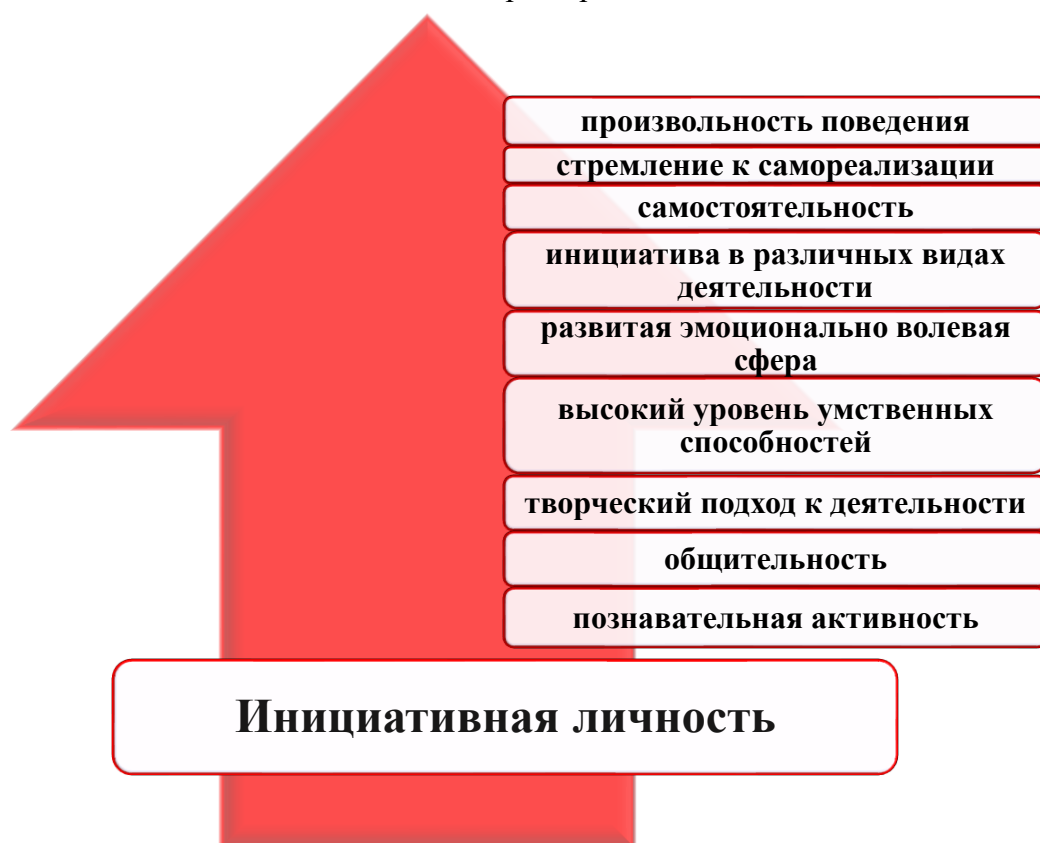 произвольность поведения
стремление к самореализации
самостоятельность
инициатива в различных видах
деятельности
развитая эмоционально волевая
сфера
высокий уровень умственных
способностей
творческий подход к деятельности
общительность
познавательная активность
Инициативная личность